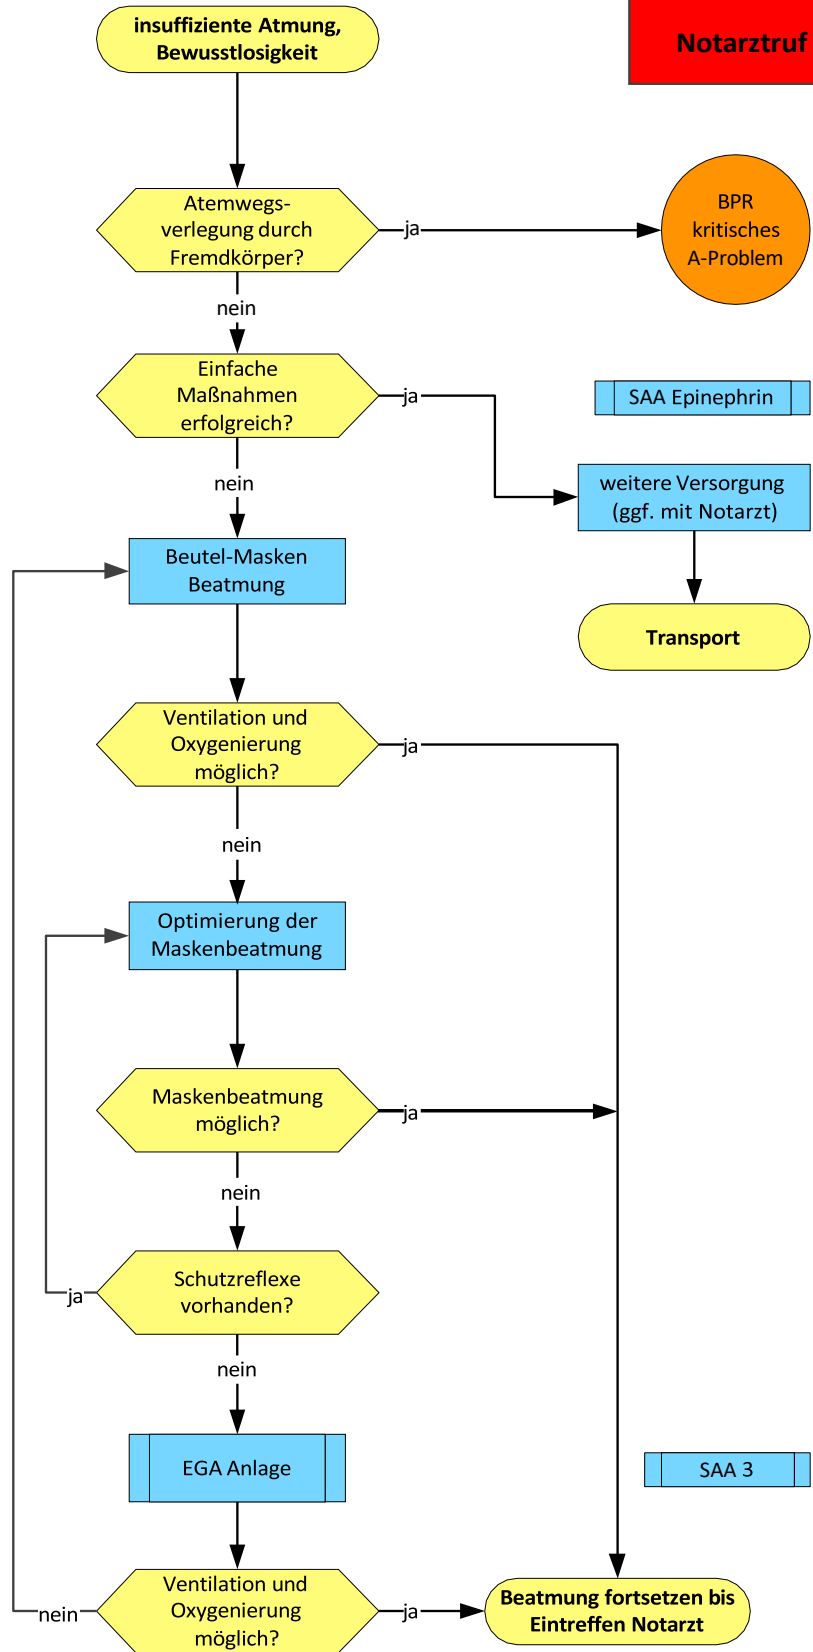 insuffiziente Atmung,
Bewusstlosigkeit
Notarztruf
Atemwegs-
verlegung durch
Fremdkörper?
ja
BPR
kritisches
A-Problem
nein
Einfache
Maßnahmen
erfolgreich?
ja
SAA Epinephrin
weitere Versorgung
(ggf. mit Notarzt)
nein
Beutel-Masken
Beatmung
Transport
Ventilation und
Oxygenierung
möglich?
ja
nein
Optimierung der
Maskenbeatmung
Maskenbeatmung
möglich?
ja
nein
Schutzreflexe
vorhanden?
ja
nein
EGA Anlage
SAA 3
Ventilation und
Oxygenierung
möglich?
nein
ja
Beatmung fortsetzen bis
Eintreffen Notarzt